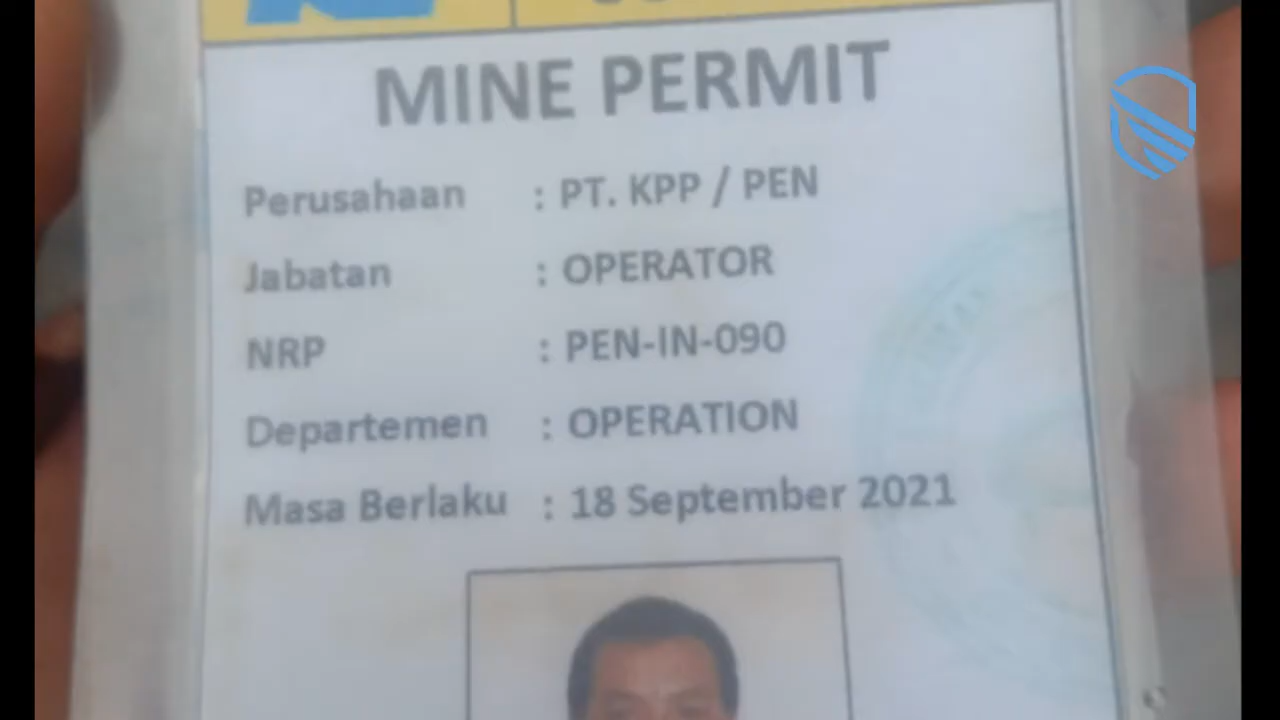 MINE PERMIT
Perusahaan : PT. KPP / PEN
Jabatan : OPERATOR
NRP : PEN-IN-090
Departemen : OPERATION
Masa Berlaku : 18 September 2021